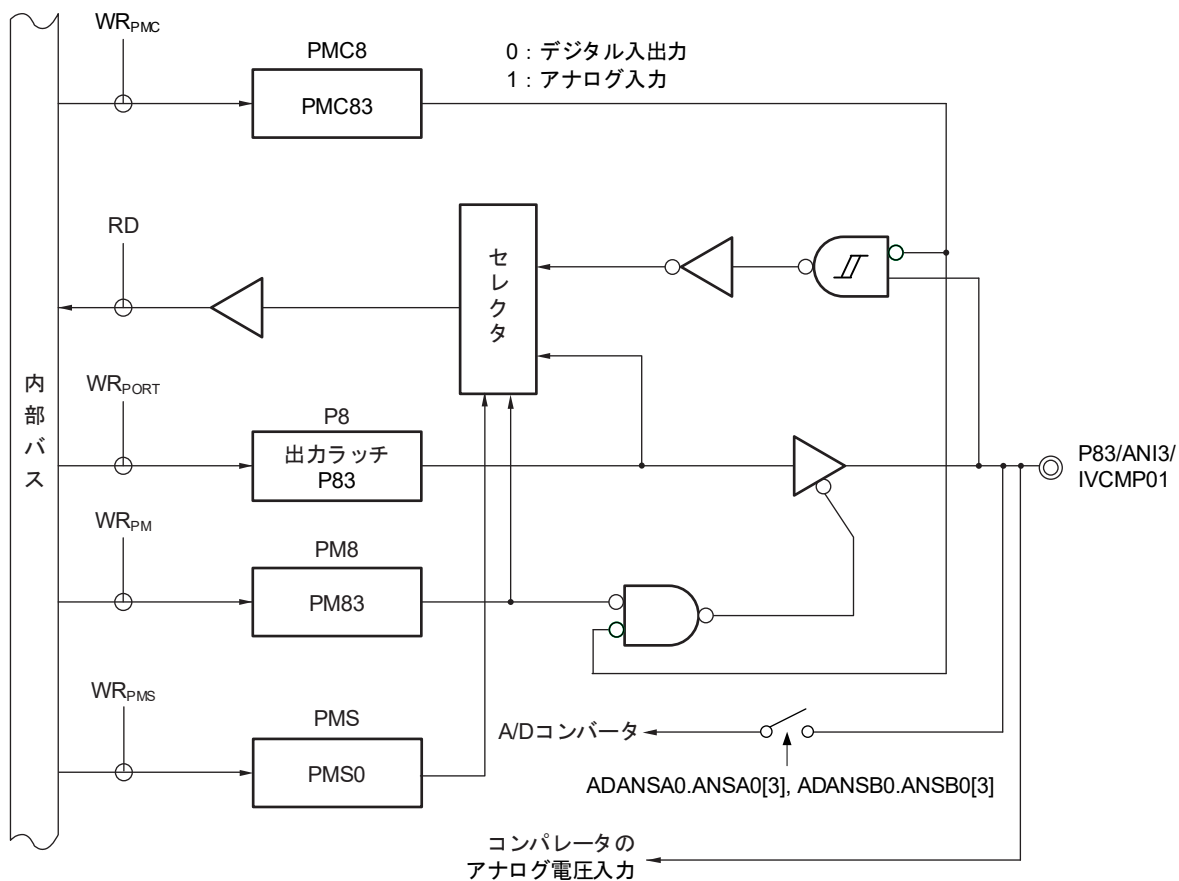 WRPMC
PMC8
PMC83
0：デジタル入出力
1：アナログ入力
RD
セレクタ
内部バス
WRPORT
P8
出力ラッチ
P83
P83/ANI3/
IVCMP01
WRPM
PM8
PM83
WRPMS
PMS
PMS0
A/Dコンバータ
ADANSA0.ANSA0[3], ADANSB0.ANSB0[3]
コンパレータの
アナログ電圧入力